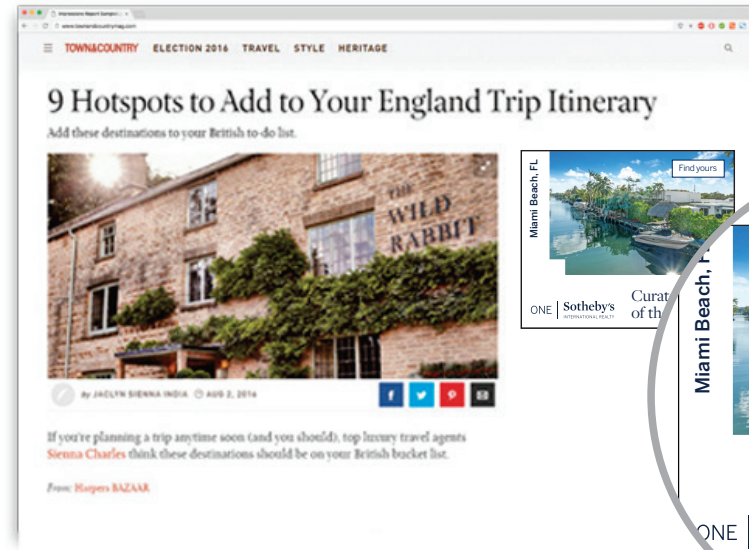 www.townandcountrymag.com
TOWN&COUNTRY ELECTION 2016 TRAVEL STYLE HERITAGE
9 Hotspots to Add to Your England Trip Itinerary
Add these destinations to your British to-do list.
THE
WILD
RABBIT
By JACLYN SIENNA INDIA AUG 2, 2016
If you're planning a trip anytime soon (and you should), top luxury travel agents
Sienna Charles think these destinations should be on your British bucket list.
From: Harpers BAZAAR
Miami Beach, FL
Find yours
ONE Sotheby's
INTERNATIONAL REALTY
Curat
of th
Miami Beach, F
ONE